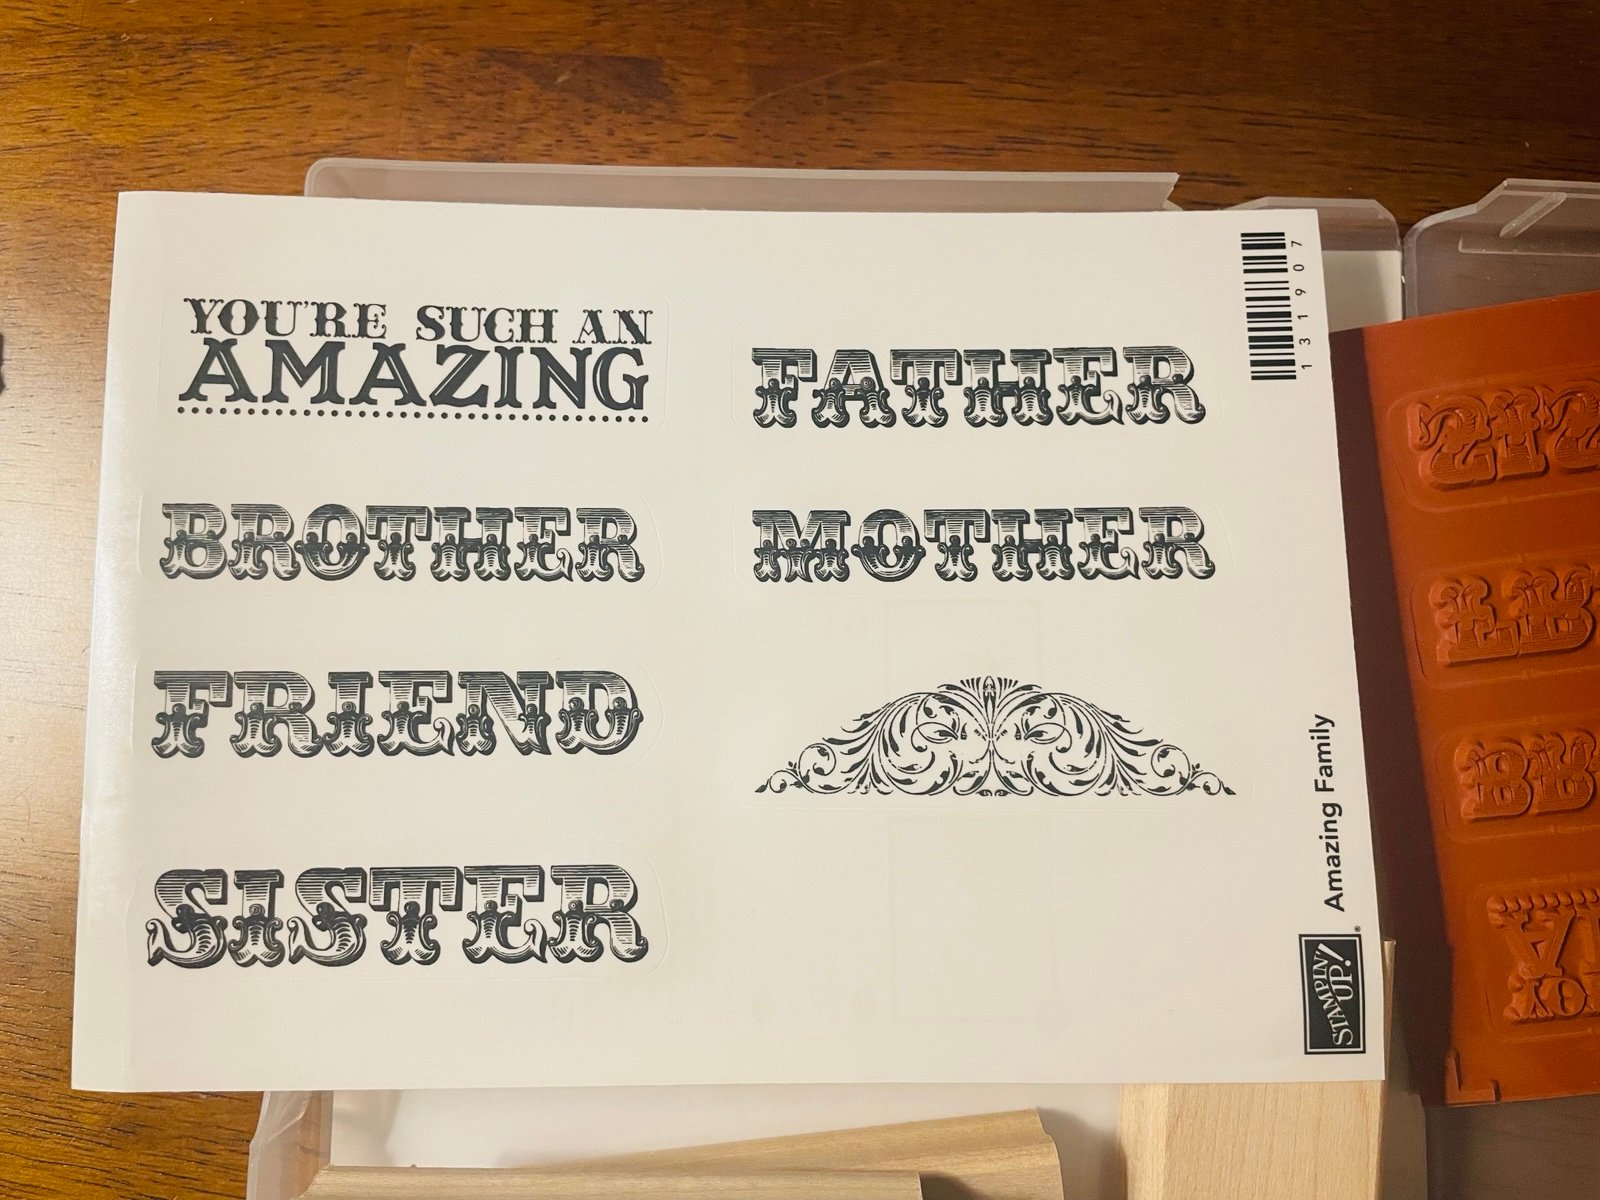 YOU'RE SUCH AN
AMAZING
FATHER
BROTHER
MOTHER
FRIEND
SISTER
131907
Amazing Family
STAMPIN' UP!®